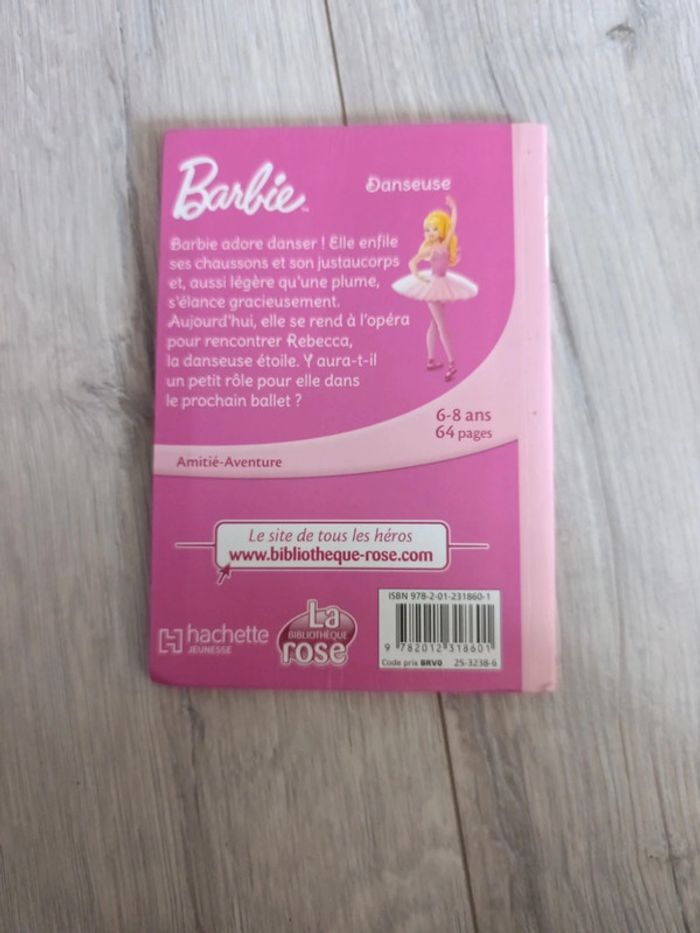 Barbie™
Danseuse
Barbie adore danser ! Elle enfile
ses chaussons et son justaucorps
et, aussi légère qu'une plume,
s'élance gracieusement.
Aujourd'hui, elle se rend à l'opéra
pour rencontrer Rebecca,
la danseuse étoile. Y aura-t-il
un petit rôle pour elle dans
le prochain ballet ?
6-8 ans
64 pages
Amitié-Aventure
Le site de tous les héros
www.bibliotheque-rose.com
hachette
JEUNESSE
La
BIBLIOTHÈQUE
rose
ISBN 978-2-01-231860-1
9 782012 318601
Code prix BRV0 25-3238-6